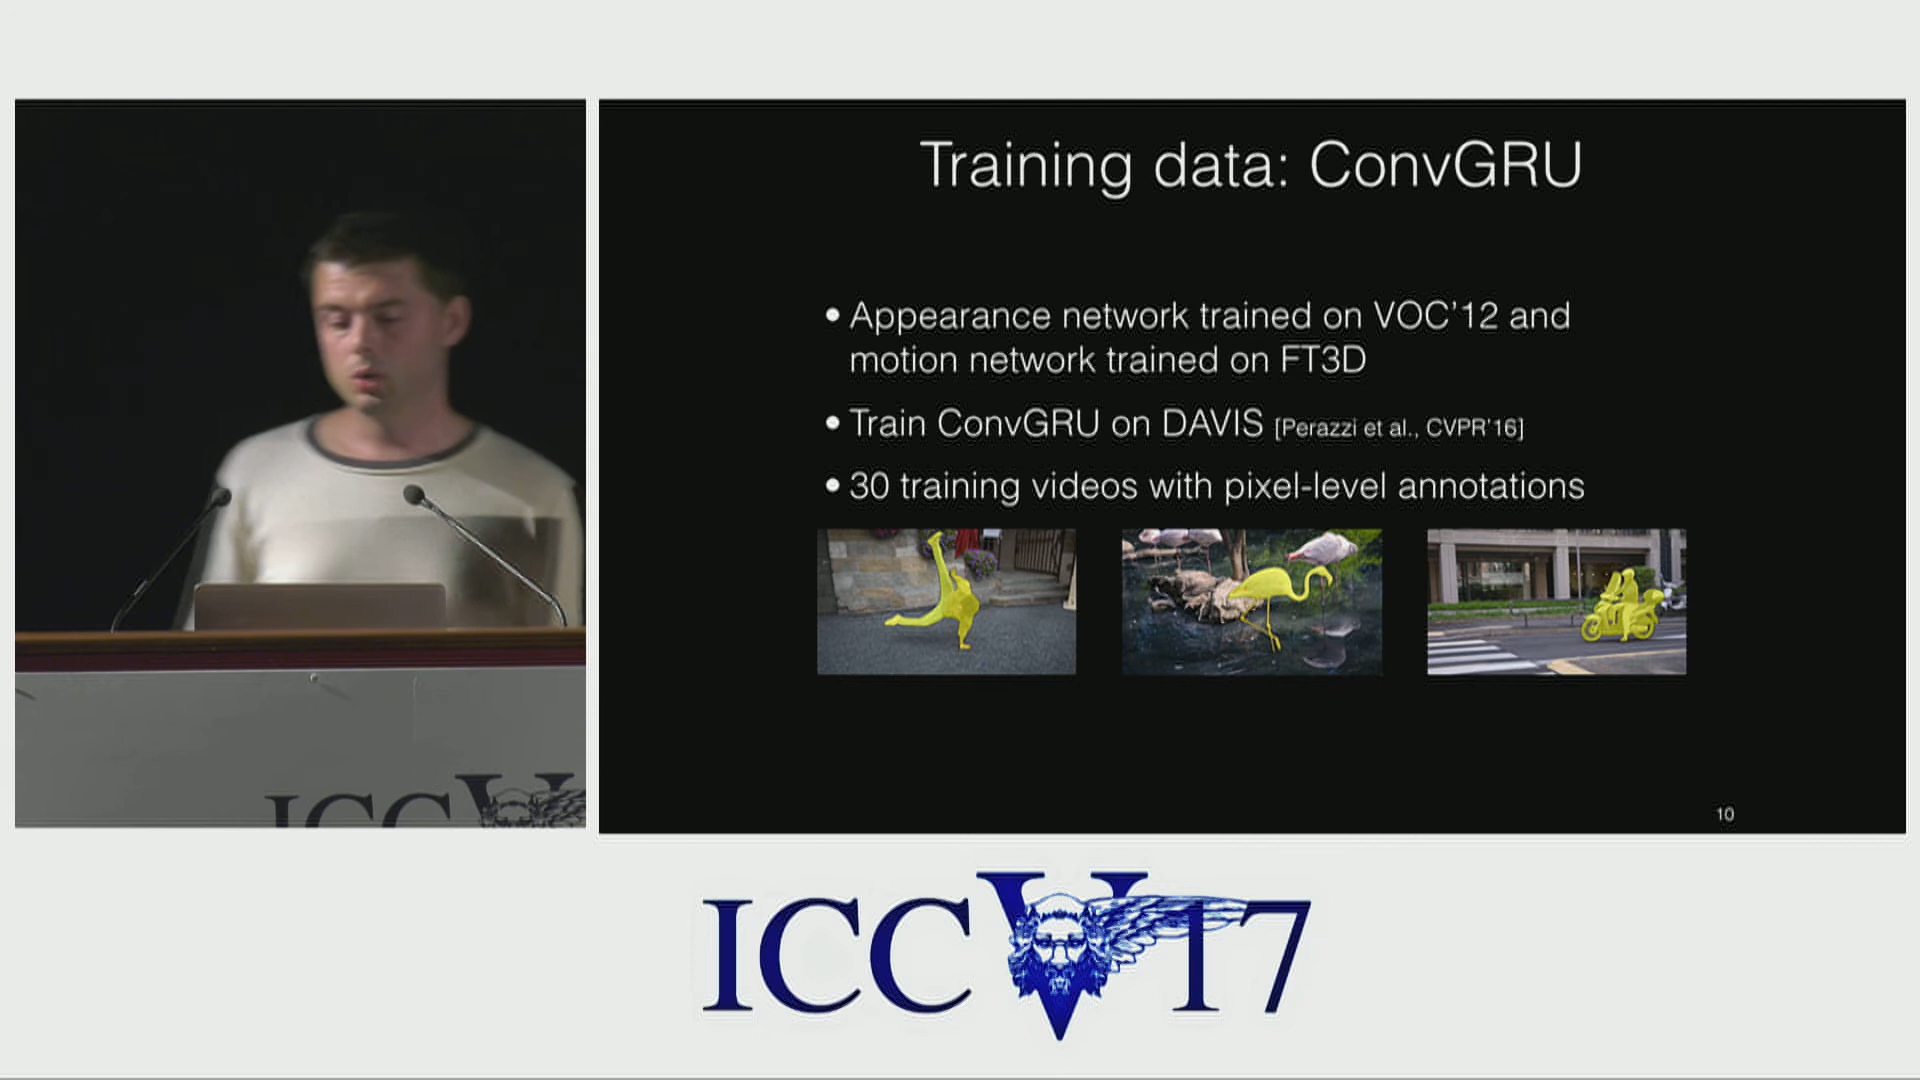 Training data: ConvGRU
• Appearance network trained on VOC'12 and
motion network trained on FT3D
• Train ConvGRU on DAVIS [Perazzi et al., CVPR'16]
• 30 training videos with pixel-level annotations
10
ICCV
ICCV17